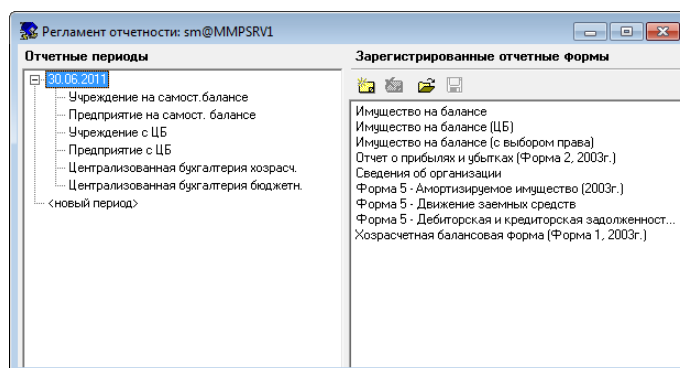 Регламент отчетности: sm@MMPSRV1
Отчетные периоды
30.06.2011
Учреждение на самост.балансе
Предприятие на самост. балансе
Учреждение с ЦБ
Предприятие с ЦБ
Централизованная бухгалтерия хозрасч.
Централизованная бухгалтерия бюджетн.
<новый период>
Зарегистрированные отчетные формы
Имущество на балансе
Имущество на балансе (ЦБ)
Имущество на балансе (с выбором права)
Отчет о прибылях и убытках (Форма 2, 2003г.)
Сведения об организации
Форма 5 - Амортизируемое имущество (2003г.)
Форма 5 - Движение заемных средств
Форма 5 - Дебиторская и кредиторская задолженност...
Хозрасчетная балансовая форма (Форма 1, 2003г.)